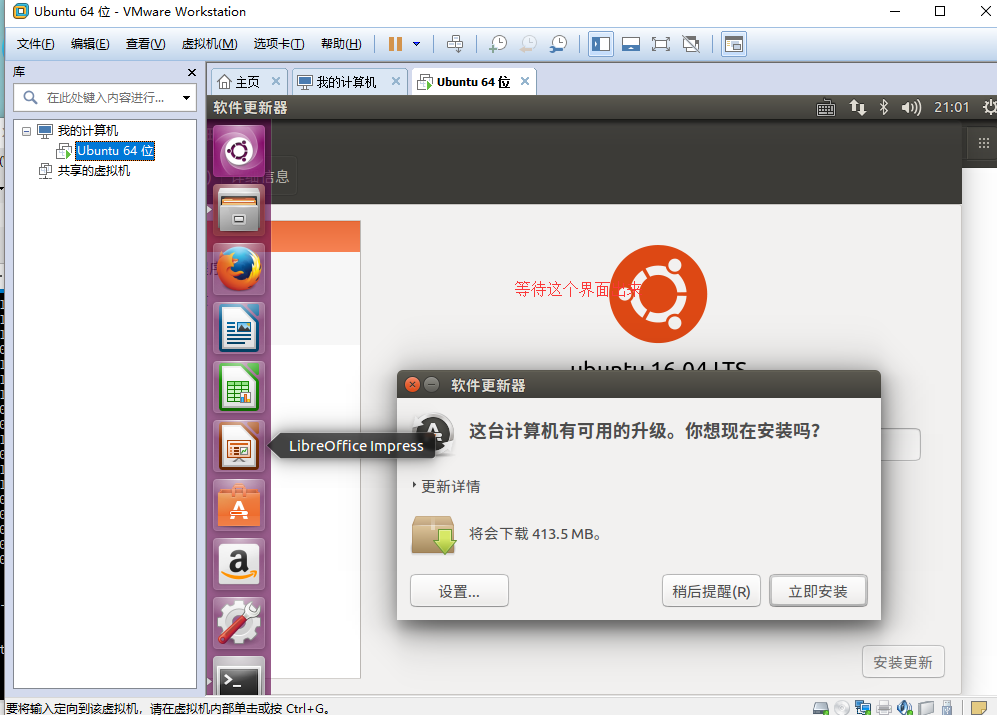 Ubuntu 64 位 - VMware Workstation
文件(F) 编辑(E) 查看(V) 虚拟机(M) 选项卡(T) 帮助(H)
库
在此处键入内容进行...
我的计算机
Ubuntu 64 位
共享的虚拟机
主页 我的计算机 Ubuntu 64 位
软件更新器 21:01
详细信息
等待这个界面出来
ubuntu 16.04 LTS
软件更新器
这台计算机有可用的升级。你想现在安装吗?
LibreOffice Impress
更新详情
将会下载 413.5 MB。
设置... 稍后提醒(R) 立即安装
安装更新
要将输入定向到该虚拟机，请在虚拟机内部单击或按 Ctrl+G。